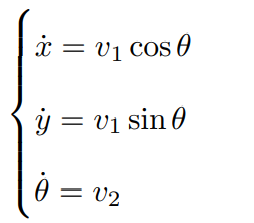 ẋ = v₁ cos θ
ẏ = v₁ sin θ
θ̇ = v₂